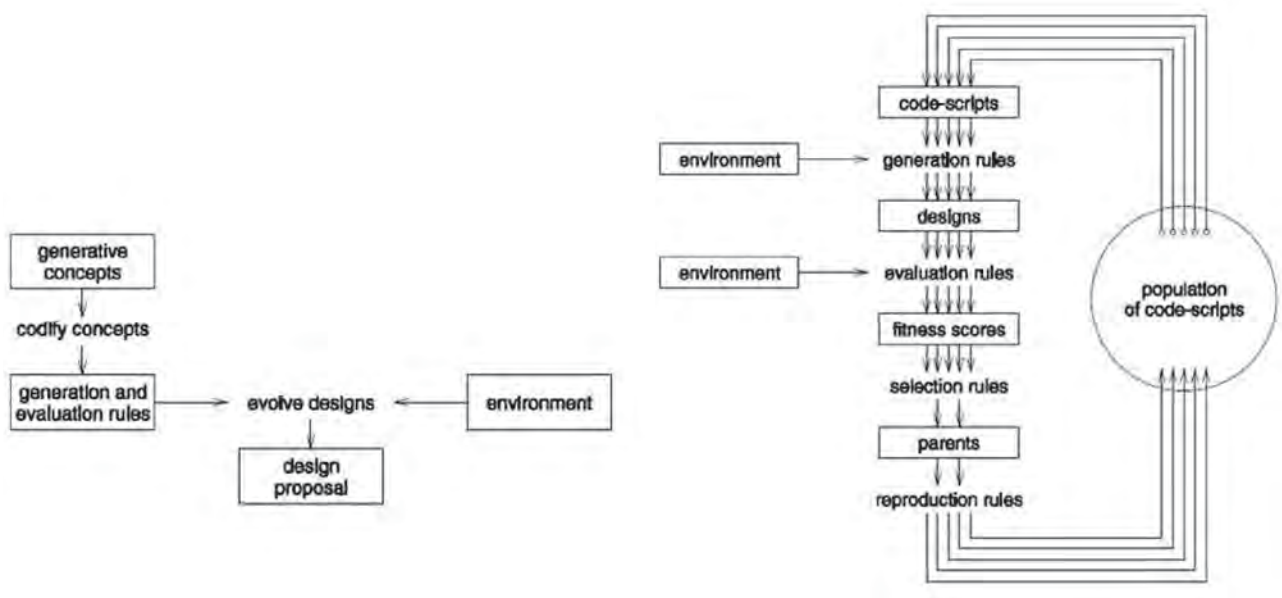 generative
concepts
codify concepts
generation and
evaluation rules
evolve designs
environment
design
proposal
code-scripts
environment
generation rules
designs
environment
evaluation rules
fitness scores
selection rules
parents
reproduction rules
population
of code-scripts